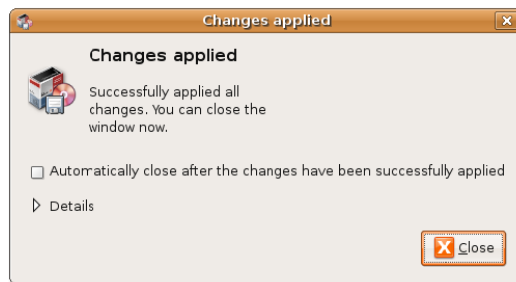 Changes applied
Changes applied
Successfully applied all
changes. You can close the
window now.
Automatically close after the changes have been successfully applied
Details
Close